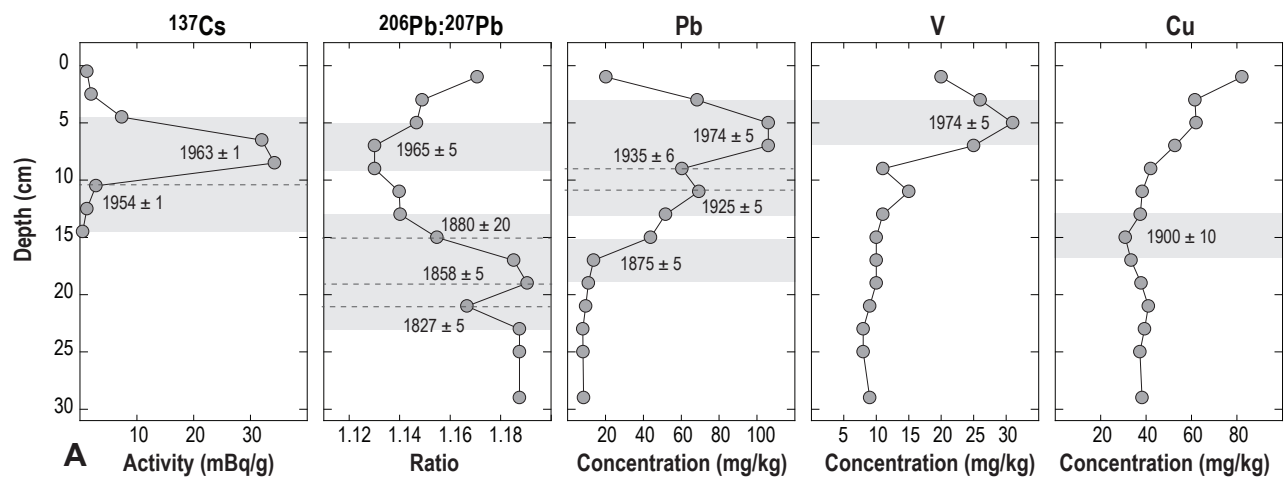 ¹³⁷Cs
²⁰⁶Pb:²⁰⁷Pb
Pb
V
Cu
Depth (cm)
0
5
10
15
20
25
30
1963 ± 1
1954 ± 1
10
30
Activity (mBq/g)
1965 ± 5
1880 ± 20
1858 ± 5
1827 ± 5
1.12
1.14
1.16
1.18
Ratio
1974 ± 5
1935 ± 6
1925 ± 5
1875 ± 5
20
40
60
80
100
Concentration (mg/kg)
1974 ± 5
5
10
15
20
25
30
Concentration (mg/kg)
1900 ± 10
20
40
60
80
Concentration (mg/kg)
A